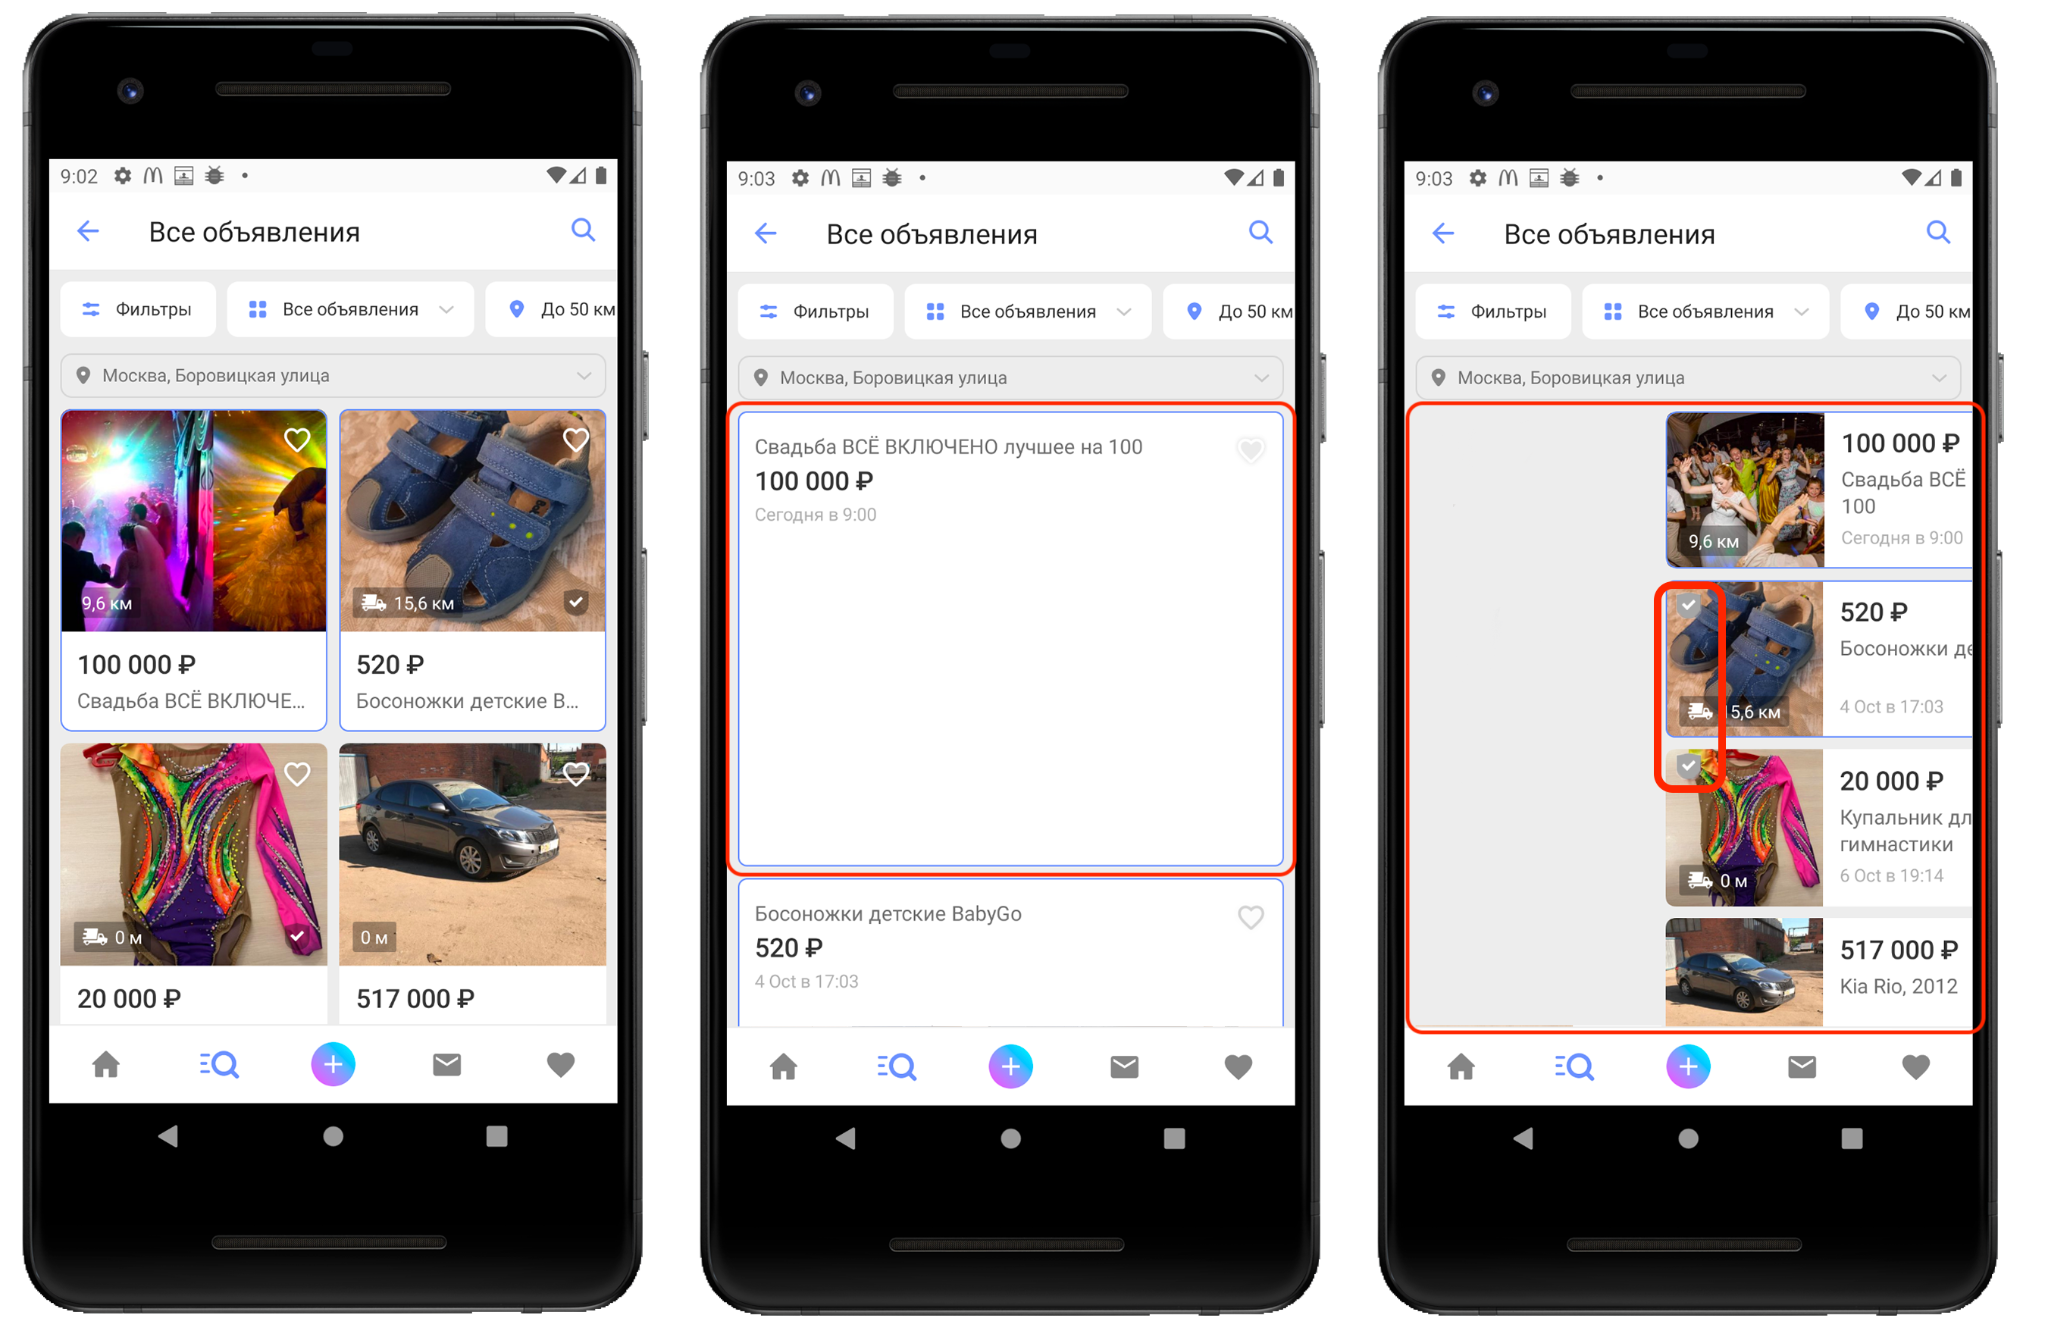 9:02
Все объявления
Фильтры
Все объявления
До 50 км
Москва, Боровицкая улица
9,6 км
15,6 км
100 000 ₽
520 ₽
Свадьба ВСЁ ВКЛЮЧЕ...
Босоножки детские B...
0 м
0 м
20 000 ₽
517 000 ₽
9:03
Все объявления
Фильтры
Все объявления
До 50 км
Москва, Боровицкая улица
Свадьба ВСЁ ВКЛЮЧЕНО лучшее на 100
100 000 ₽
Сегодня в 9:00
Босоножки детские BabyGo
520 ₽
4 Oct в 17:03
9:03
Все объявления
Фильтры
Все объявления
До 50 км
Москва, Боровицкая улица
9,6 км
100 000 ₽
Свадьба ВСЁ
100
Сегодня в 9:00
15,6 км
520 ₽
Босоножки де
4 Oct в 17:03
0 м
20 000 ₽
Купальник дл
гимнастики
6 Oct в 19:14
517 000 ₽
Kia Rio, 2012